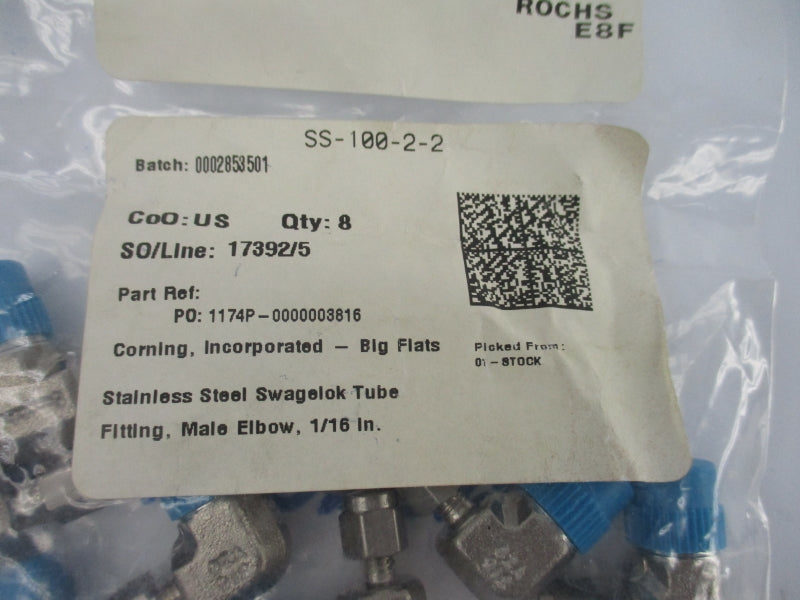 ROCHS
E8F
SS-100-2-2
Batch: 0002853501
CoO: US Qty: 8
SO/Line: 17392/5
Part Ref:
PO: 1174P-0000003816
Corning, Incorporated - Big Flats
Picked From:
01-STOCK
Stainless Steel Swagelok Tube
Fitting, Male Elbow, 1/16 in.